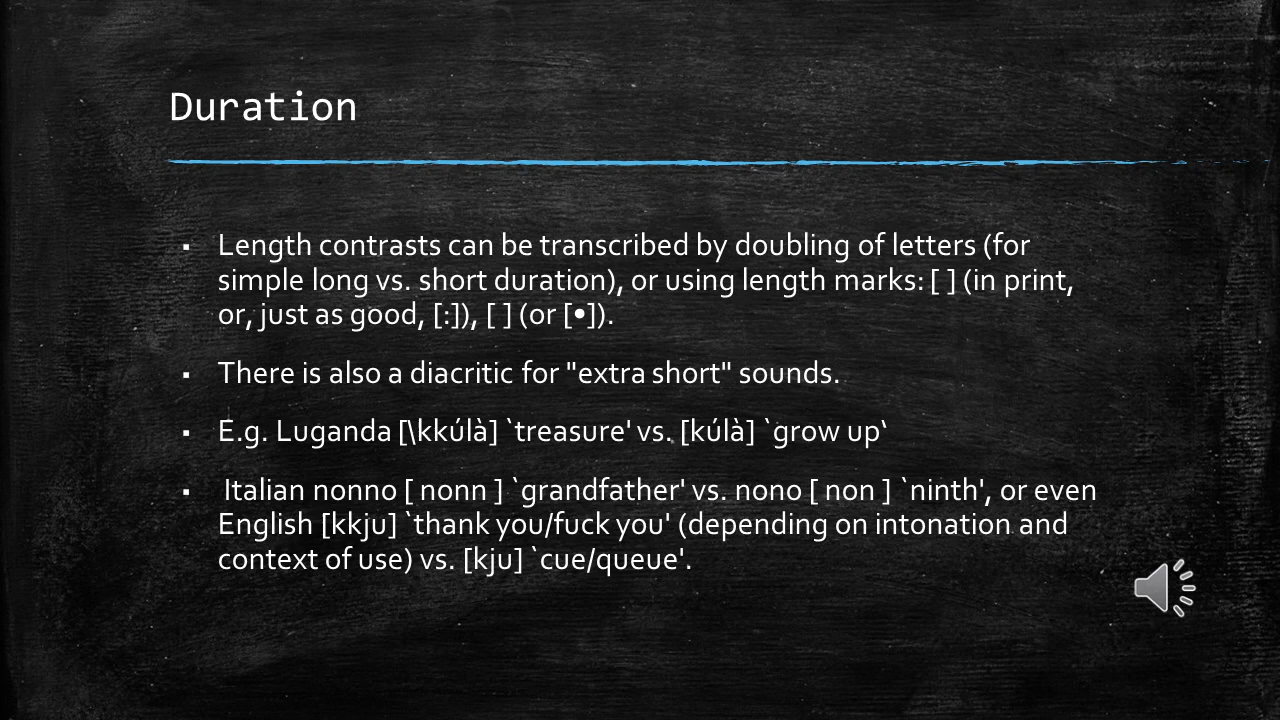 Duration
▪ Length contrasts can be transcribed by doubling of letters (for
simple long vs. short duration), or using length marks: [ ] (in print,
or, just as good, [:]), [ ] (or [•]).
▪ There is also a diacritic for "extra short" sounds.
▪ E.g. Luganda [\kkúlà] `treasure' vs. [kúlà] `grow up‘
▪ Italian nonno [ nonn ] `grandfather' vs. nono [ non ] `ninth', or even
English [kkju] `thank you/fuck you' (depending on intonation and
context of use) vs. [kju] `cue/queue'.